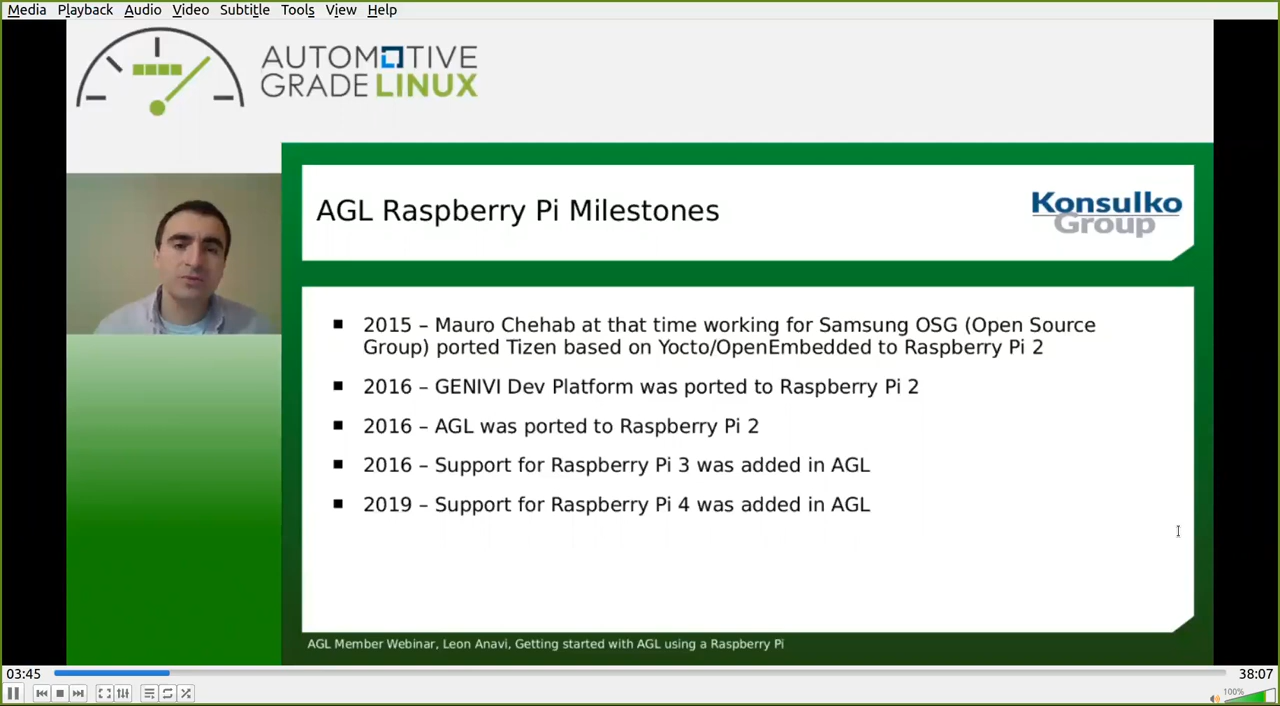 Media Playback Audio Video Subtitle Tools View Help
AUTOMOTIVE
GRADE LINUX
AGL Raspberry Pi Milestones
Konsulko
Group
▪ 2015 – Mauro Chehab at that time working for Samsung OSG (Open Source
Group) ported Tizen based on Yocto/OpenEmbedded to Raspberry Pi 2
▪ 2016 – GENIVI Dev Platform was ported to Raspberry Pi 2
▪ 2016 – AGL was ported to Raspberry Pi 2
▪ 2016 – Support for Raspberry Pi 3 was added in AGL
▪ 2019 – Support for Raspberry Pi 4 was added in AGL
AGL Member Webinar, Leon Anavi, Getting started with AGL using a Raspberry Pi
03:45 38:07
100%